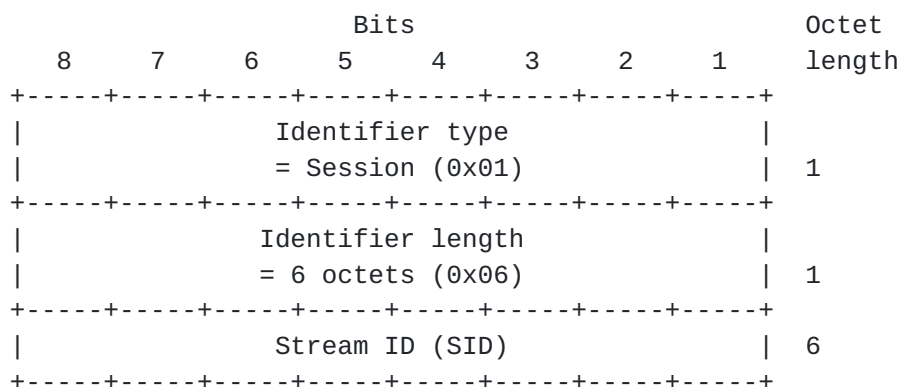 Bits                         Octet
   8     7     6     5     4     3     2     1     length
+-----+-----+-----+-----+-----+-----+-----+-----+
|                Identifier type                |
|                = Session (0x01)               |  1
+-----+-----+-----+-----+-----+-----+-----+-----+
|               Identifier length               |
|               = 6 octets (0x06)               |  1
+-----+-----+-----+-----+-----+-----+-----+-----+
|                Stream ID (SID)                |  6
+-----+-----+-----+-----+-----+-----+-----+-----+